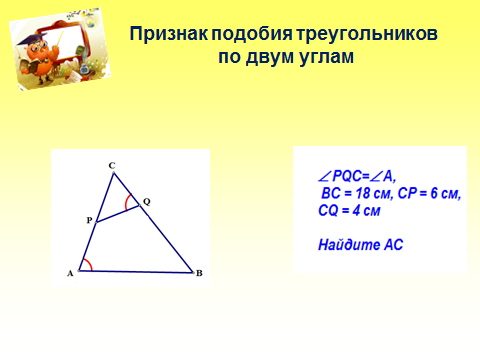 Признак подобия треугольников
по двум углам
C
Q
P
A
B
∠PQC=∠A,
BC = 18 см, CP = 6 см,
CQ = 4 см
Найдите AC